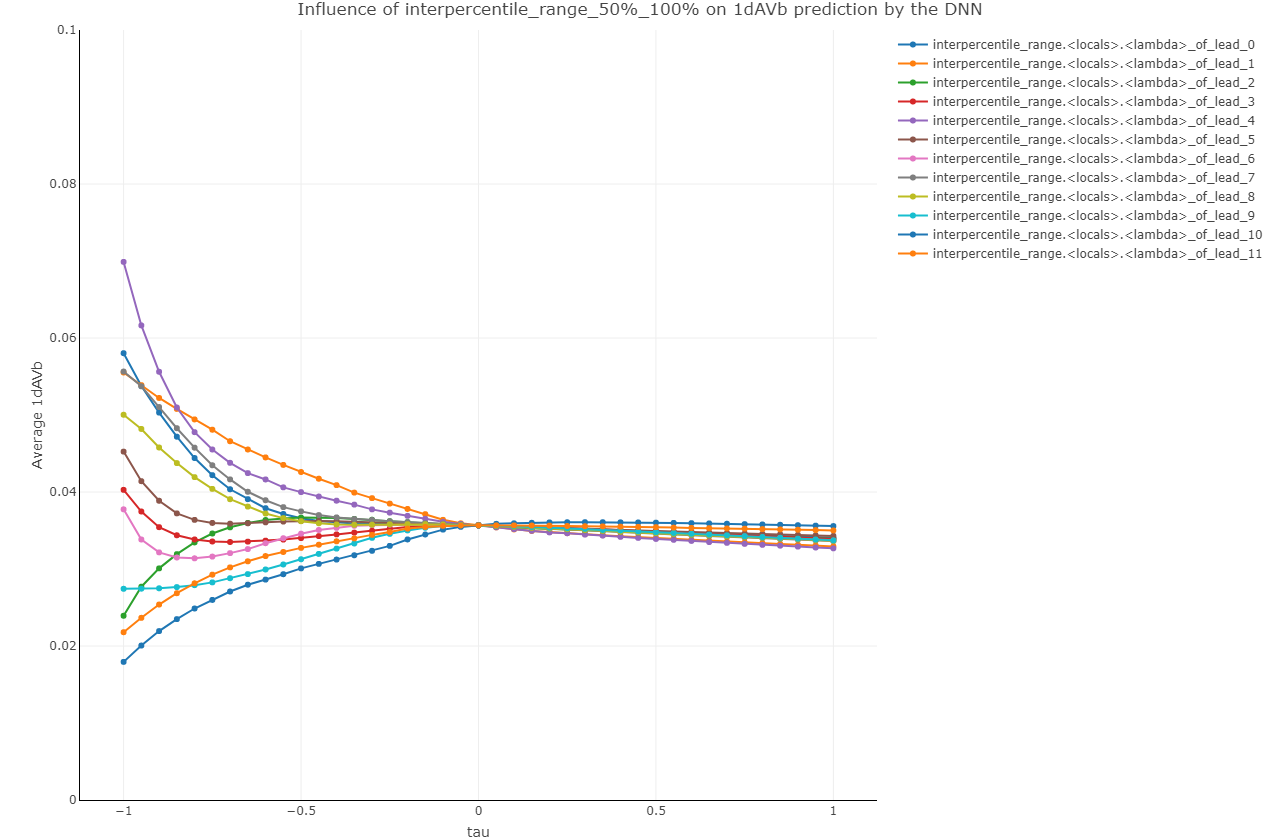 Influence of interpercentile_range_50%_100% on 1dAVb prediction by the DNN
0.1
0.08
0.06
0.04
0.02
0
Average 1dAVb
−1
−0.5
0
0.5
1
tau
interpercentile_range.<locals>.<lambda>_of_lead_0
interpercentile_range.<locals>.<lambda>_of_lead_1
interpercentile_range.<locals>.<lambda>_of_lead_2
interpercentile_range.<locals>.<lambda>_of_lead_3
interpercentile_range.<locals>.<lambda>_of_lead_4
interpercentile_range.<locals>.<lambda>_of_lead_5
interpercentile_range.<locals>.<lambda>_of_lead_6
interpercentile_range.<locals>.<lambda>_of_lead_7
interpercentile_range.<locals>.<lambda>_of_lead_8
interpercentile_range.<locals>.<lambda>_of_lead_9
interpercentile_range.<locals>.<lambda>_of_lead_10
interpercentile_range.<locals>.<lambda>_of_lead_11